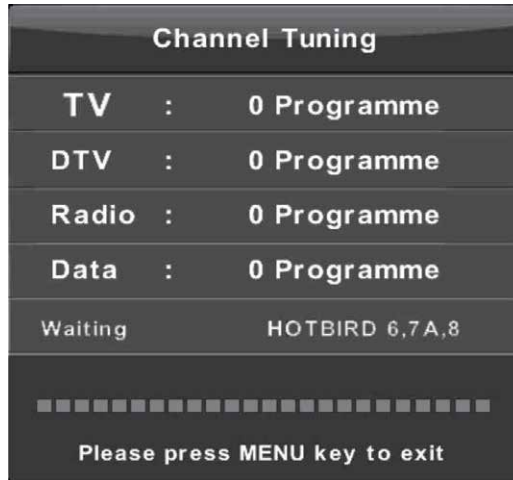 Channel Tuning
TV : 0 Programme
DTV : 0 Programme
Radio : 0 Programme
Data : 0 Programme
Waiting HOTBIRD 6,7A,8
Please press MENU key to exit